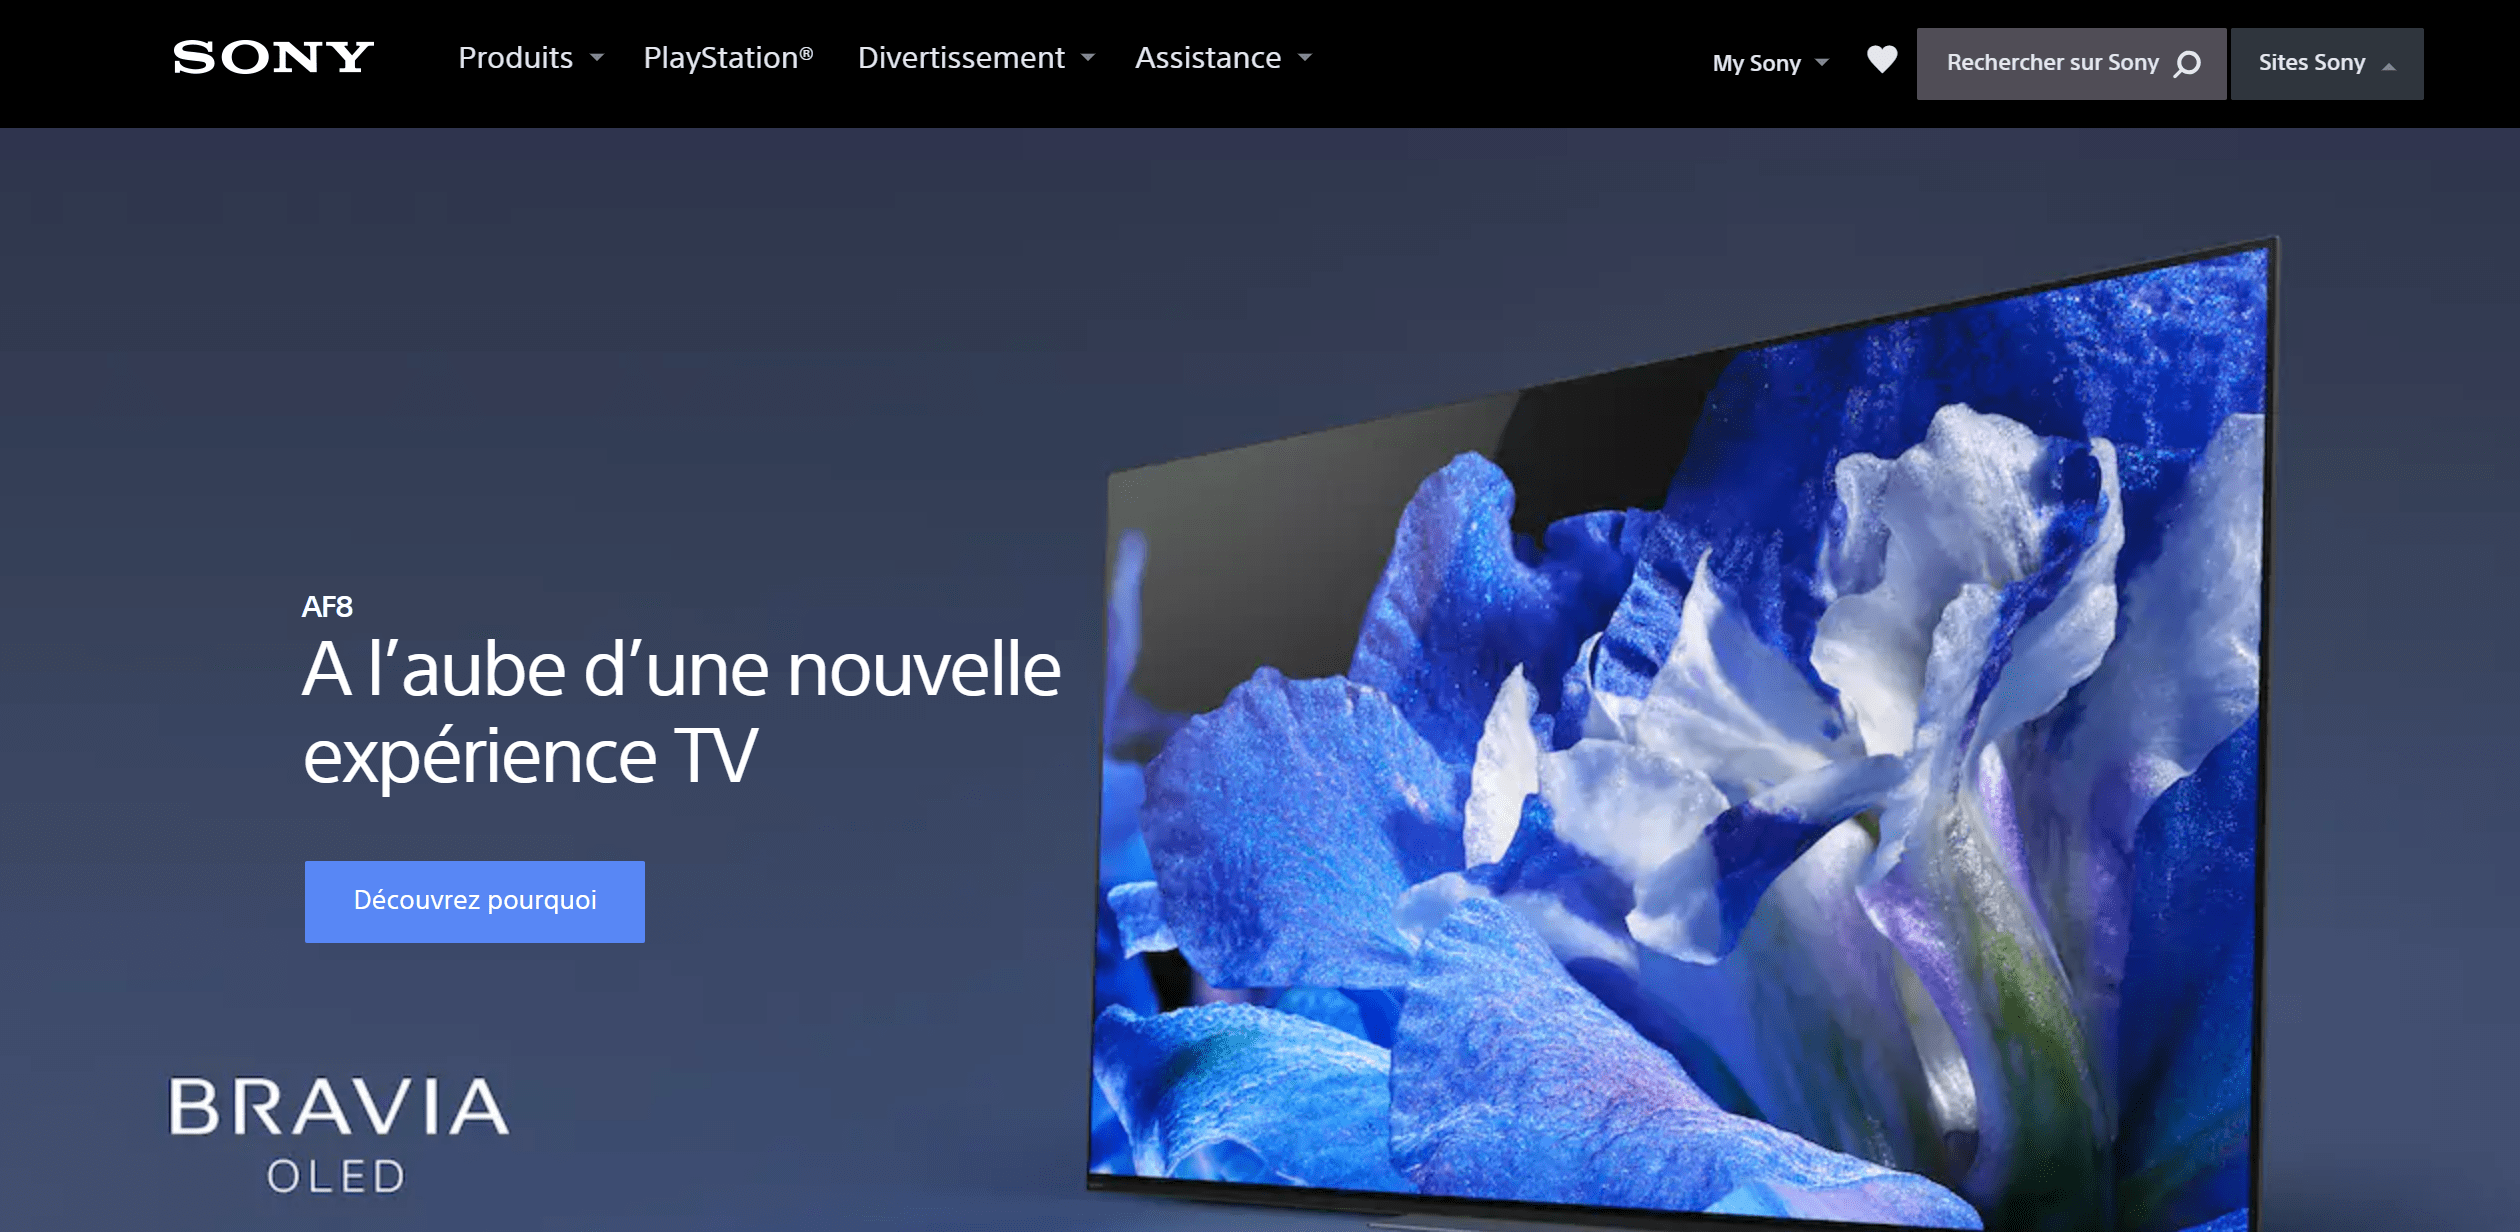 SONY
Produits
PlayStation®
Divertissement
Assistance
My Sony
Rechercher sur Sony
Sites Sony
AF8
A l’aube d’une nouvelle
expérience TV
Découvrez pourquoi
BRAVIA
OLED